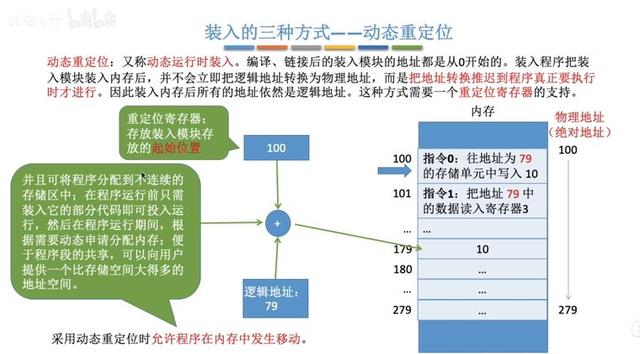 装入的三种方式——动态重定位
动态重定位：又称动态运行时装入。编译、链接后的装入模块的地址都是从0开始的。装入程序把装
入模块装入内存后，并不会立即把逻辑地址转换为物理地址，而是把地址转换推迟到程序真正要执行
时才进行。因此装入内存后所有的地址依然是逻辑地址。这种方式需要一个重定位寄存器的支持。
重定位寄存器：
存放装入模块存
放的起始位置
100
并且可将程序分配到不连续的
存储区中；在程序运行前只需
装入它的部分代码即可投入运
行，然后在程序运行期间，根
据需要动态申请分配内存；便
于程序段的共享，可以向用户
提供一个比存储空间大得多的
地址空间。
+
逻辑地址：
79
内存
物理地址
（绝对地址）
100
指令0：往地址为 79
的存储单元中写入 10
100
101
指令1：把地址 79 中
的数据读入寄存器3
...
...
179
10
180
...
...
...
279
...
279
采用动态重定位时允许程序在内存中发生移动。